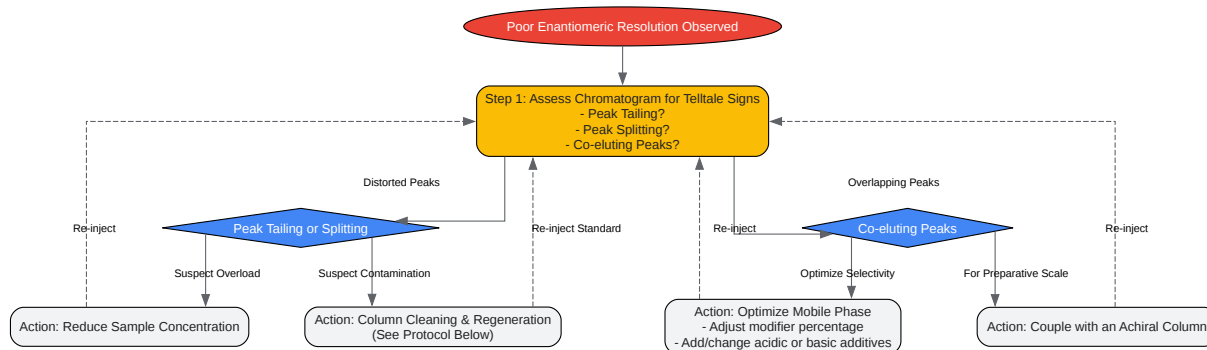 Poor Enantiomeric Resolution Observed
Step 1: Assess Chromatogram for Telltale Signs
- Peak Tailing?
- Peak Splitting?
- Co-eluting Peaks?
Distorted Peaks
Overlapping Peaks
Re-inject
Peak Tailing or Splitting
Re-inject Standard
Re-inject
Co-eluting Peaks
Re-inject
Suspect Overload
Suspect Contamination
Optimize Selectivity
For Preparative Scale
Action: Reduce Sample Concentration
Action: Column Cleaning & Regeneration
(See Protocol Below)
Action: Optimize Mobile Phase
- Adjust modifier percentage
- Add/change acidic or basic additives
Action: Couple with an Achiral Column